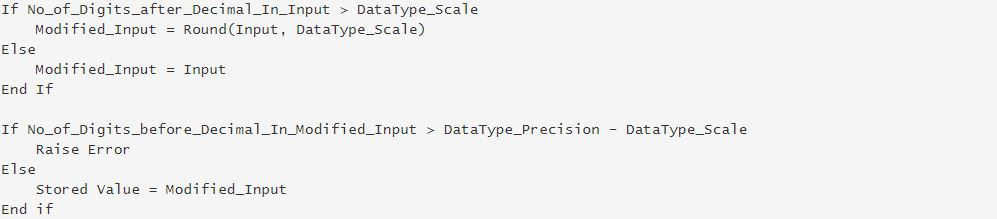 If No_of_Digits_after_Decimal_In_Input > DataType_Scale
    Modified_Input = Round(Input, DataType_Scale)
Else
    Modified_Input = Input
End If

If No_of_Digits_before_Decimal_In_Modified_Input > DataType_Precision - DataType_Scale
    Raise Error
Else
    Stored Value = Modified_Input
End if